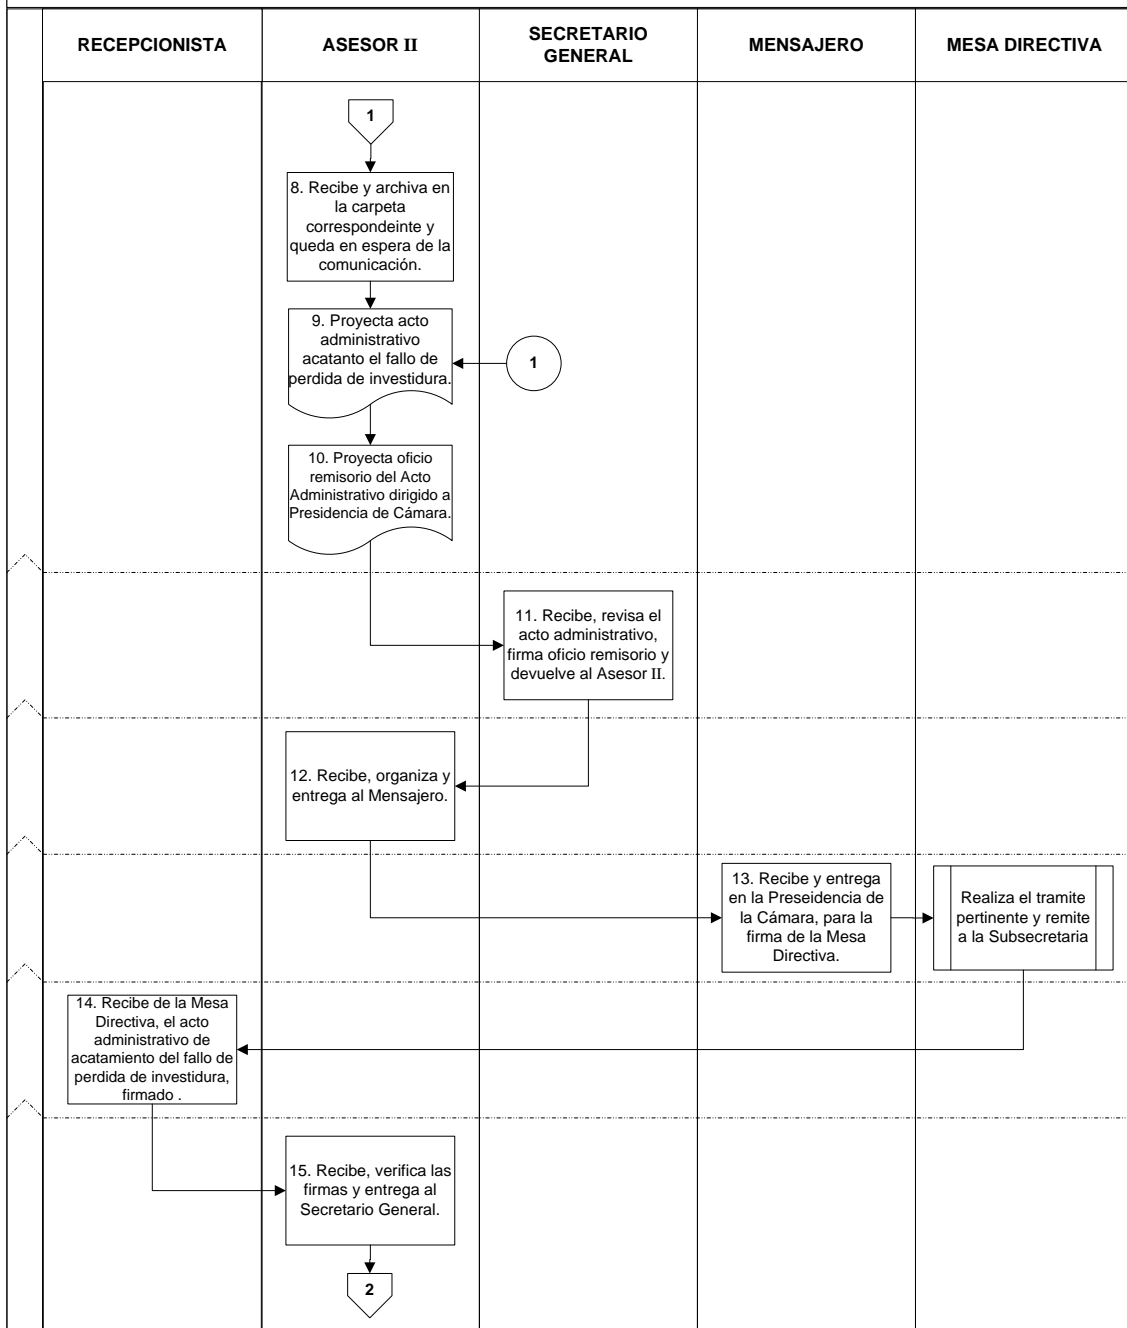 RECEPCIONISTA
ASESOR II
SECRETARIO
GENERAL
MENSAJERO
MESA DIRECTIVA
1
8. Recibe y archiva en
la carpeta
correspondeinte y
queda en espera de la
comunicación.
9. Proyecta acto
administrativo
acatanto el fallo de
perdida de investidura.
1
10. Proyecta oficio
remisorio del Acto
Administrativo dirigido a
Presidencia de Cámara.
11. Recibe, revisa el
acto administrativo,
firma oficio remisorio y
devuelve al Asesor II.
12. Recibe, organiza y
entrega al Mensajero.
13. Recibe y entrega
en la Preseidencia de
la Cámara, para la
firma de la Mesa
Directiva.
Realiza el tramite
pertinente y remite
a la Subsecretaria
14. Recibe de la Mesa
Directiva, el acto
administrativo de
acatamiento del fallo de
perdida de investidura,
firmado .
15. Recibe, verifica las
firmas y entrega al
Secretario General.
2